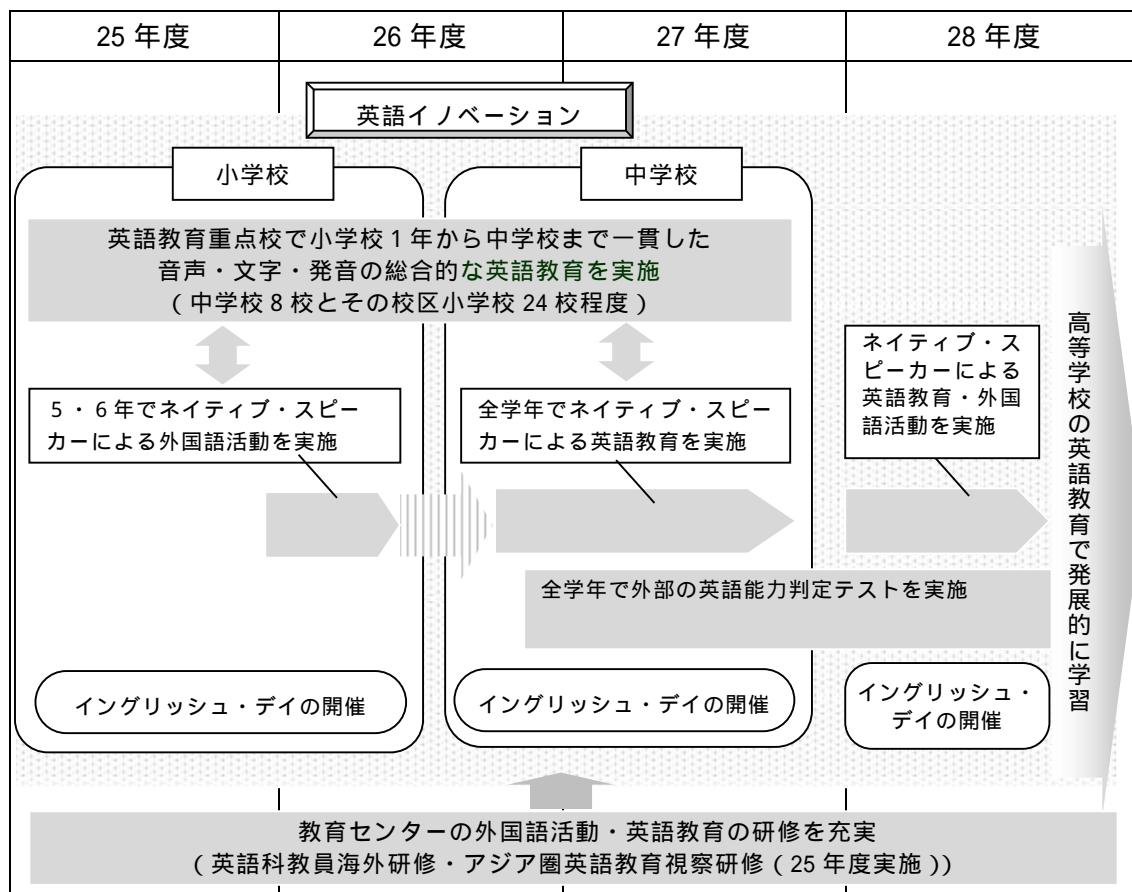 25 年度
26 年度
27 年度
28 年度
英語イノベーション
小学校
中学校
英語教育重点校で小学校1年から中学校まで一貫した
音声・文字・発音の総合的な英語教育を実施
(中学校8校とその校区小学校24校程度)
5・6年でネイティブ・スピー
カーによる外国語活動を実施
全学年でネイティブ・スピー
カーによる英語教育を実施
ネイティブ・ス
ピーカーによる
英語教育・外国
語活動を実施
全学年で外部の英語能力判定テストを実施
イングリッシュ・デイの開催
イングリッシュ・デイの開催
イングリッシュ・
デイの開催
高等学校の英語教育で発展的に学習
教育センターの外国語活動・英語教育の研修を充実
(英語科教員海外研修・アジア圏英語教育視察研修(25年度実施))